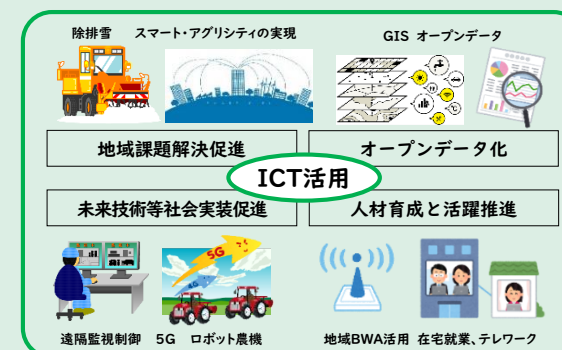 除排雪 スマート・アグリシティの実現
GIS オープンデータ
地域課題解決促進
オープンデータ化
ICT活用
未来技術等社会実装促進
人材育成と活躍推進
5G
4G
遠隔監視制御 5G ロボット農機
地域BWA活用 在宅就業、テレワーク